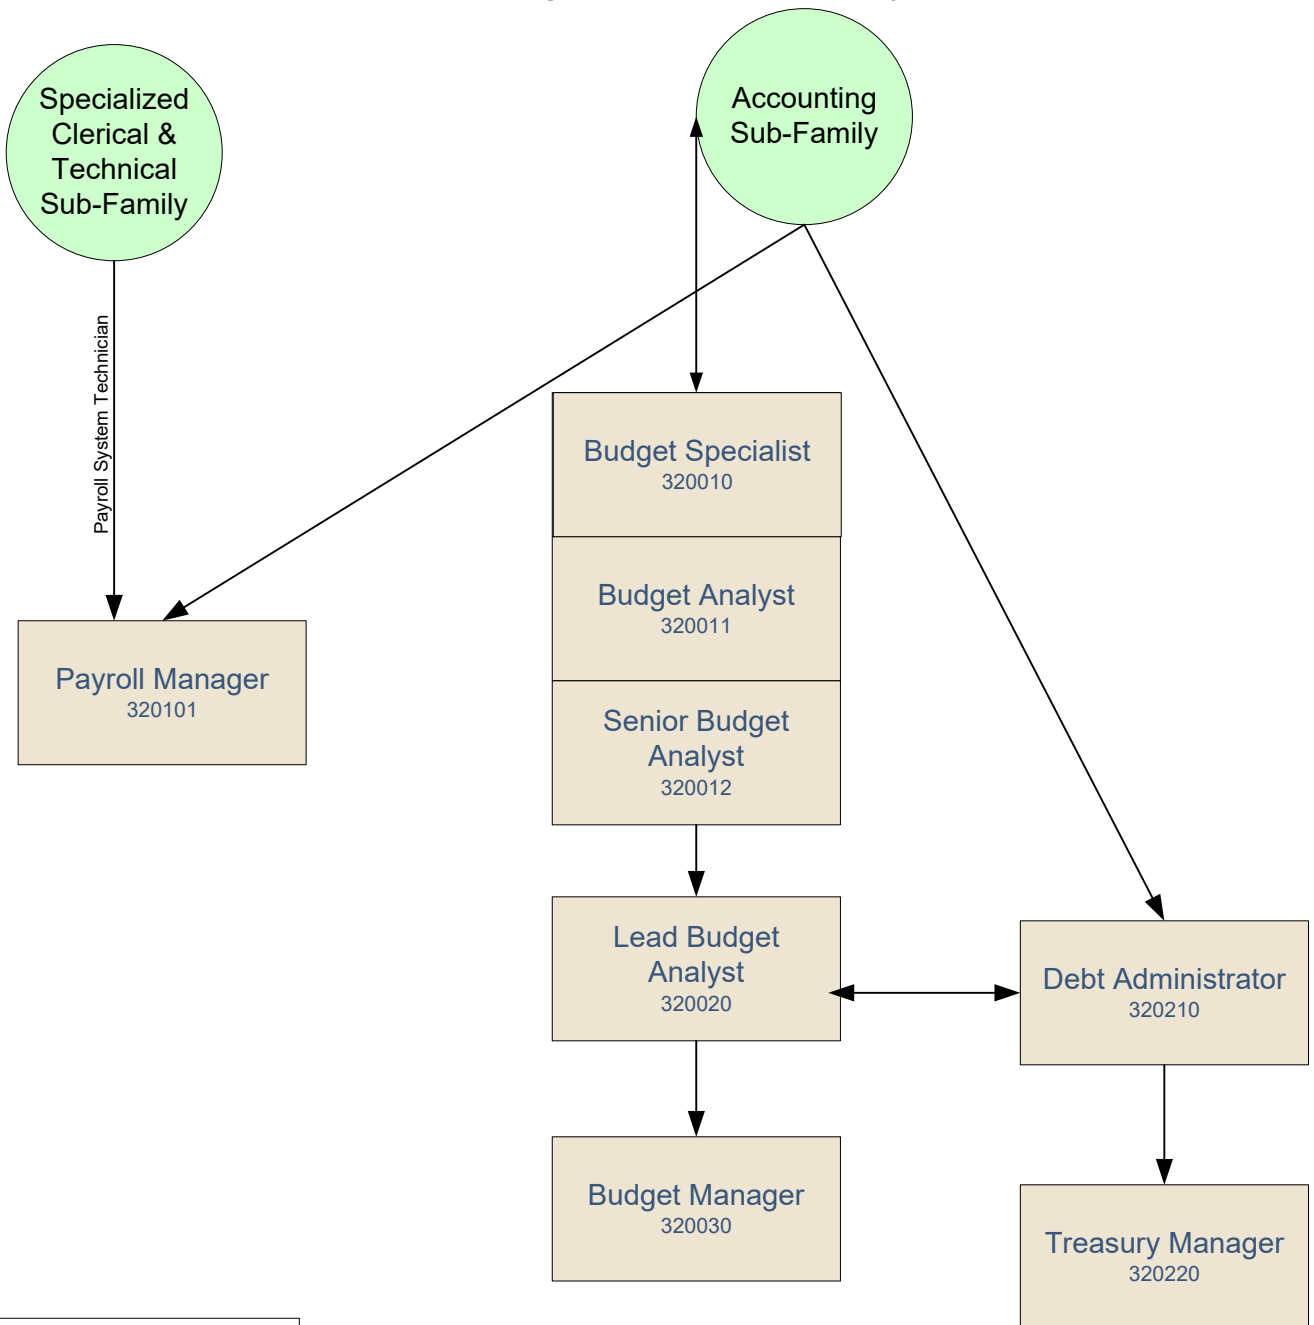 Specialized
Clerical &
Technical
Sub-Family
Accounting
Sub-Family
Payroll System Technician
Budget Specialist
320010
Budget Analyst
320011
Payroll Manager
320101
Senior Budget
Analyst
320012
Lead Budget
Analyst
320020
Debt Administrator
320210
Budget Manager
320030
Treasury Manager
320220